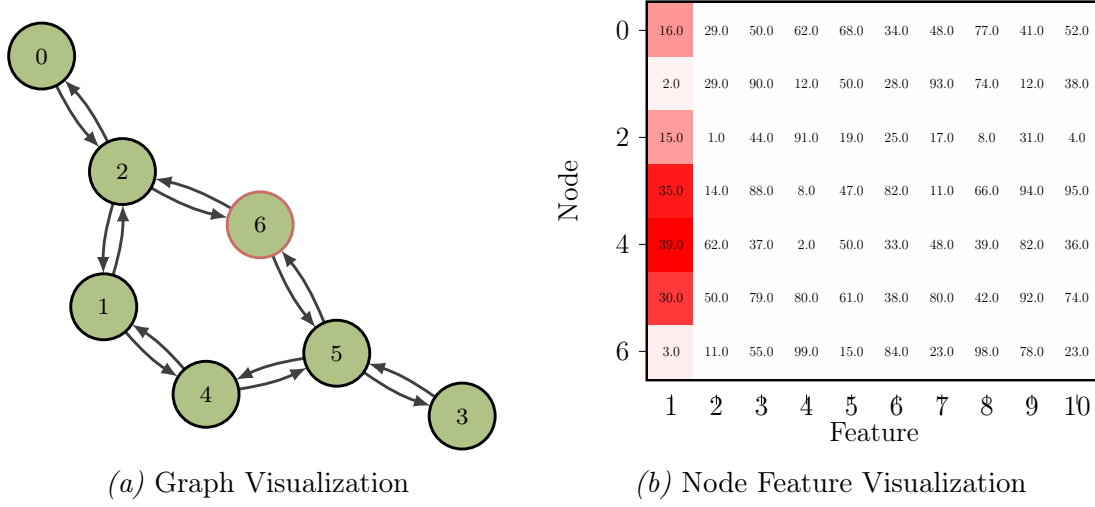 0
2
6
1
5
4
3
(a) Graph Visualization
Node
0 16.0 29.0 50.0 62.0 68.0 34.0 48.0 77.0 41.0 52.0
2.0 29.0 90.0 12.0 50.0 28.0 93.0 74.0 12.0 38.0
2 15.0 1.0 44.0 91.0 19.0 25.0 17.0 8.0 31.0 4.0
35.0 14.0 88.0 8.0 47.0 82.0 11.0 66.0 94.0 95.0
4 39.0 62.0 37.0 2.0 50.0 33.0 48.0 39.0 82.0 36.0
30.0 50.0 79.0 80.0 61.0 38.0 80.0 42.0 92.0 74.0
6 3.0 11.0 55.0 99.0 15.0 84.0 23.0 98.0 78.0 23.0
1 2 3 4 5 6 7 8 9 10
Feature
(b) Node Feature Visualization